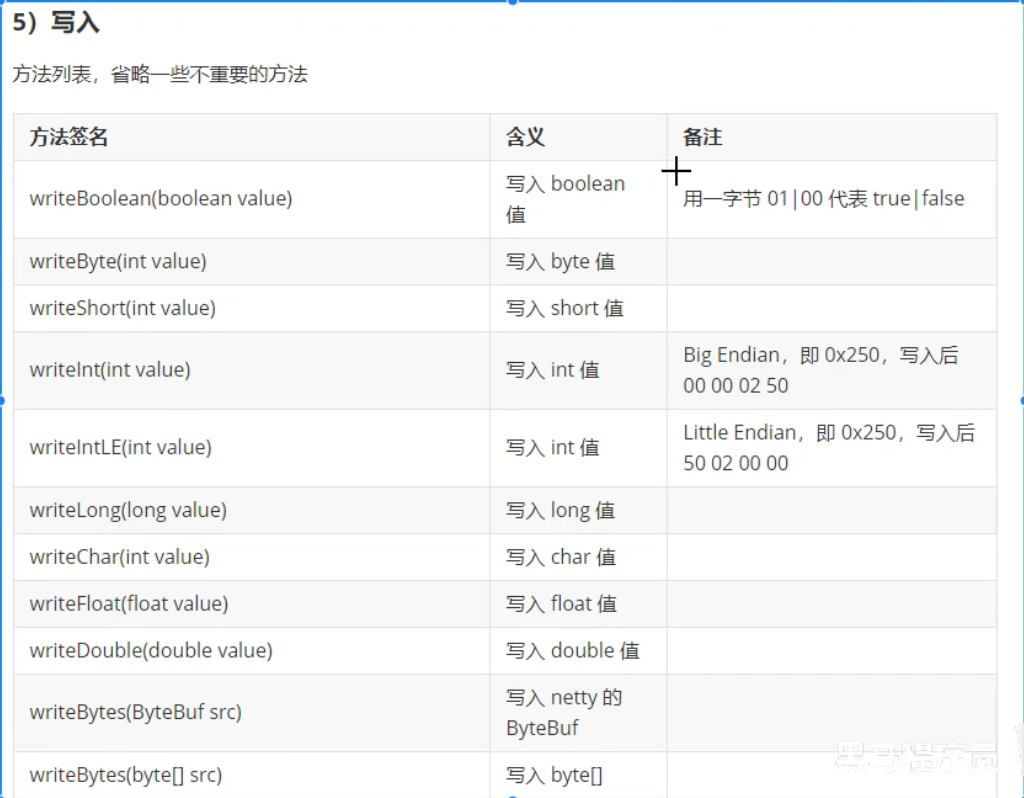 5）写入
方法列表，省略一些不重要的方法
方法签名 含义 备注
writeBoolean(boolean value) 写入 boolean 值 用一字节 01|00 代表 true|false
writeByte(int value) 写入 byte 值
writeShort(int value) 写入 short 值
writeInt(int value) 写入 int 值 Big Endian，即 0x250，写入后 00 00 02 50
writeIntLE(int value) 写入 int 值 Little Endian，即 0x250，写入后 50 02 00 00
writeLong(long value) 写入 long 值
writeChar(int value) 写入 char 值
writeFloat(float value) 写入 float 值
writeDouble(double value) 写入 double 值
writeBytes(ByteBuf src) 写入 netty 的 ByteBuf
writeBytes(byte[] src) 写入 byte[]
黑马程序员